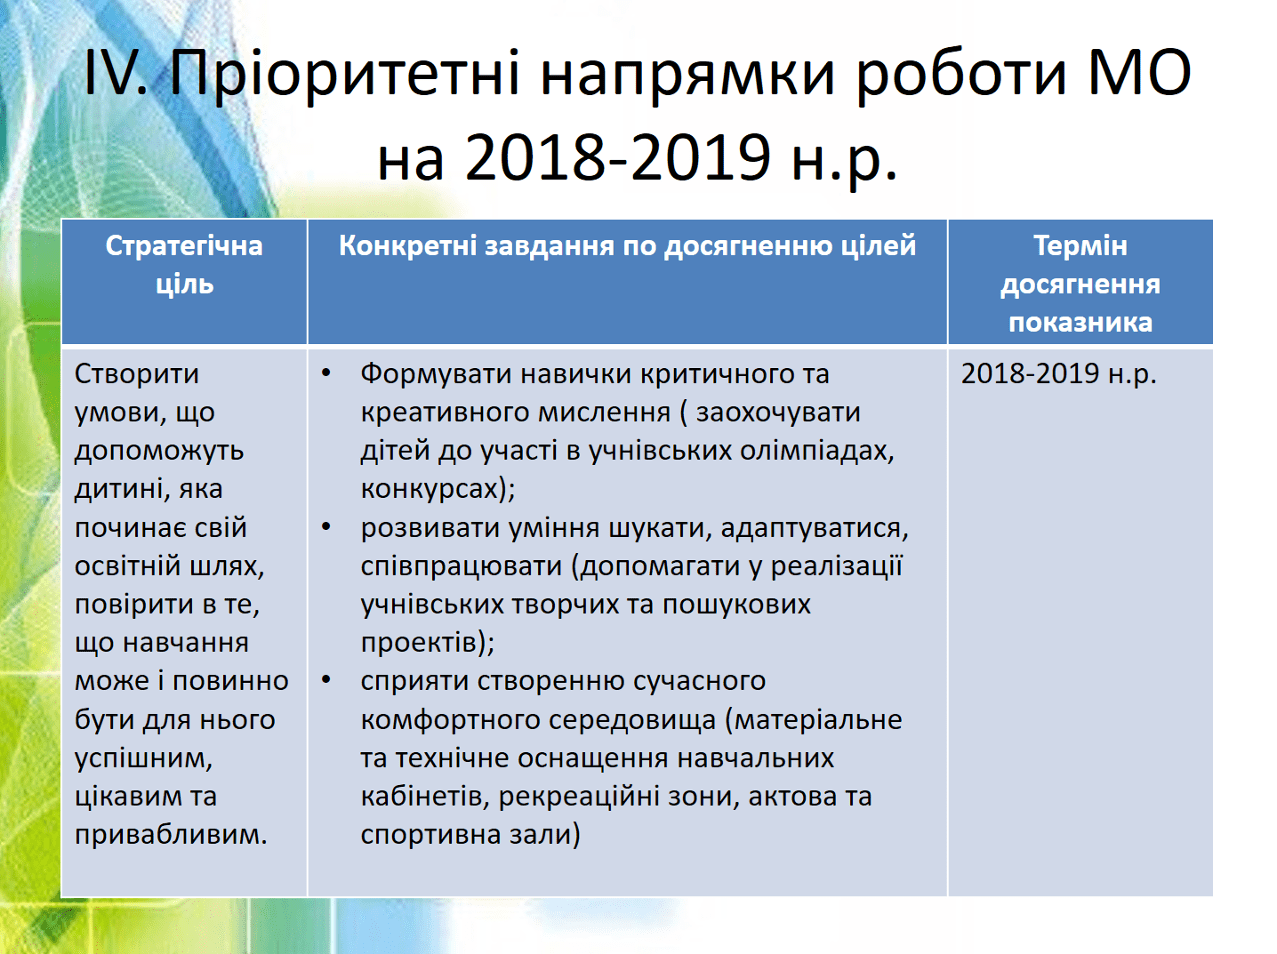 IV. Пріоритетні напрямки роботи МО
на 2018-2019 н.р.
Стратегічна
ціль
Конкретні завдання по досягненню цілей
Термін
досягнення
показника
Створити
умови, що
допоможуть
дитині, яка
починає свій
освітній шлях,
повірити в те,
що навчання
може і повинно
бути для нього
успішним,
цікавим та
привабливим.
• Формувати навички критичного та
креативного мислення ( заохочувати
дітей до участі в учнівських олімпіадах,
конкурсах);
• розвивати уміння шукати, адаптуватися,
співпрацювати (допомагати у реалізації
учнівських творчих та пошукових
проектів);
• сприяти створенню сучасного
комфортного середовища (матеріальне
та технічне оснащення навчальних
кабінетів, рекреаційні зони, актова та
спортивна зали)
2018-2019 н.р.